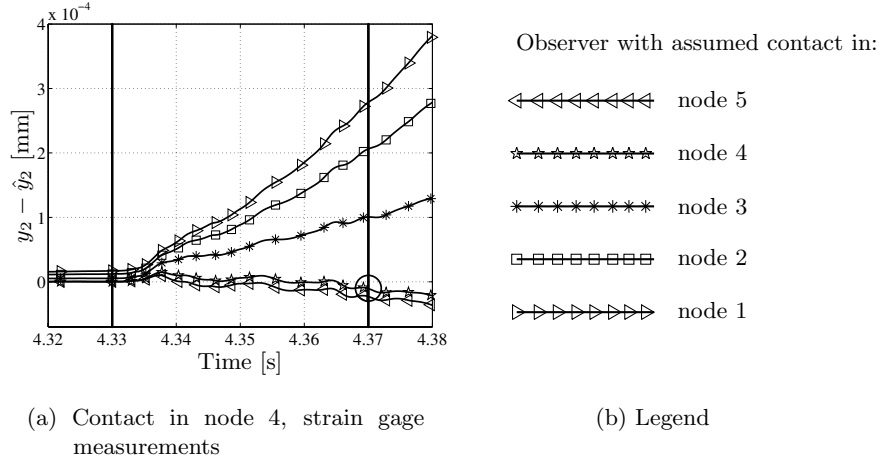 x 10⁻⁴
4
3
2
1
0
y₂ − ŷ₂ [mm]
4.32 4.33 4.34 4.35 4.36 4.37 4.38
Time [s]
(a) Contact in node 4, strain gage
measurements
Observer with assumed contact in:
node 5
node 4
node 3
node 2
node 1
(b) Legend